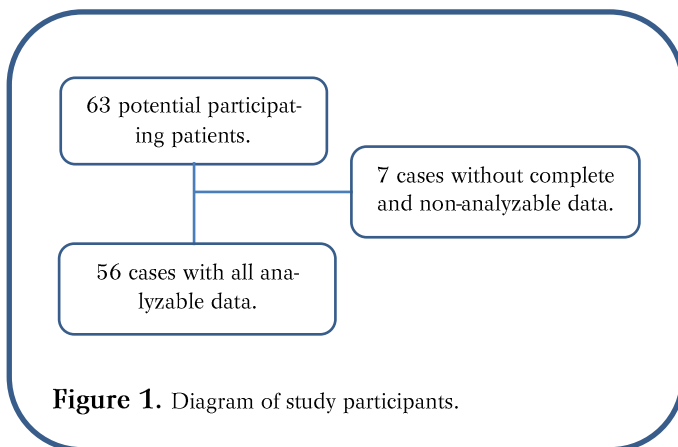 63 potential participat-
ing patients.
7 cases without complete
and non-analyzable data.
56 cases with all ana-
lyzable data.
Figure 1. Diagram of study participants.